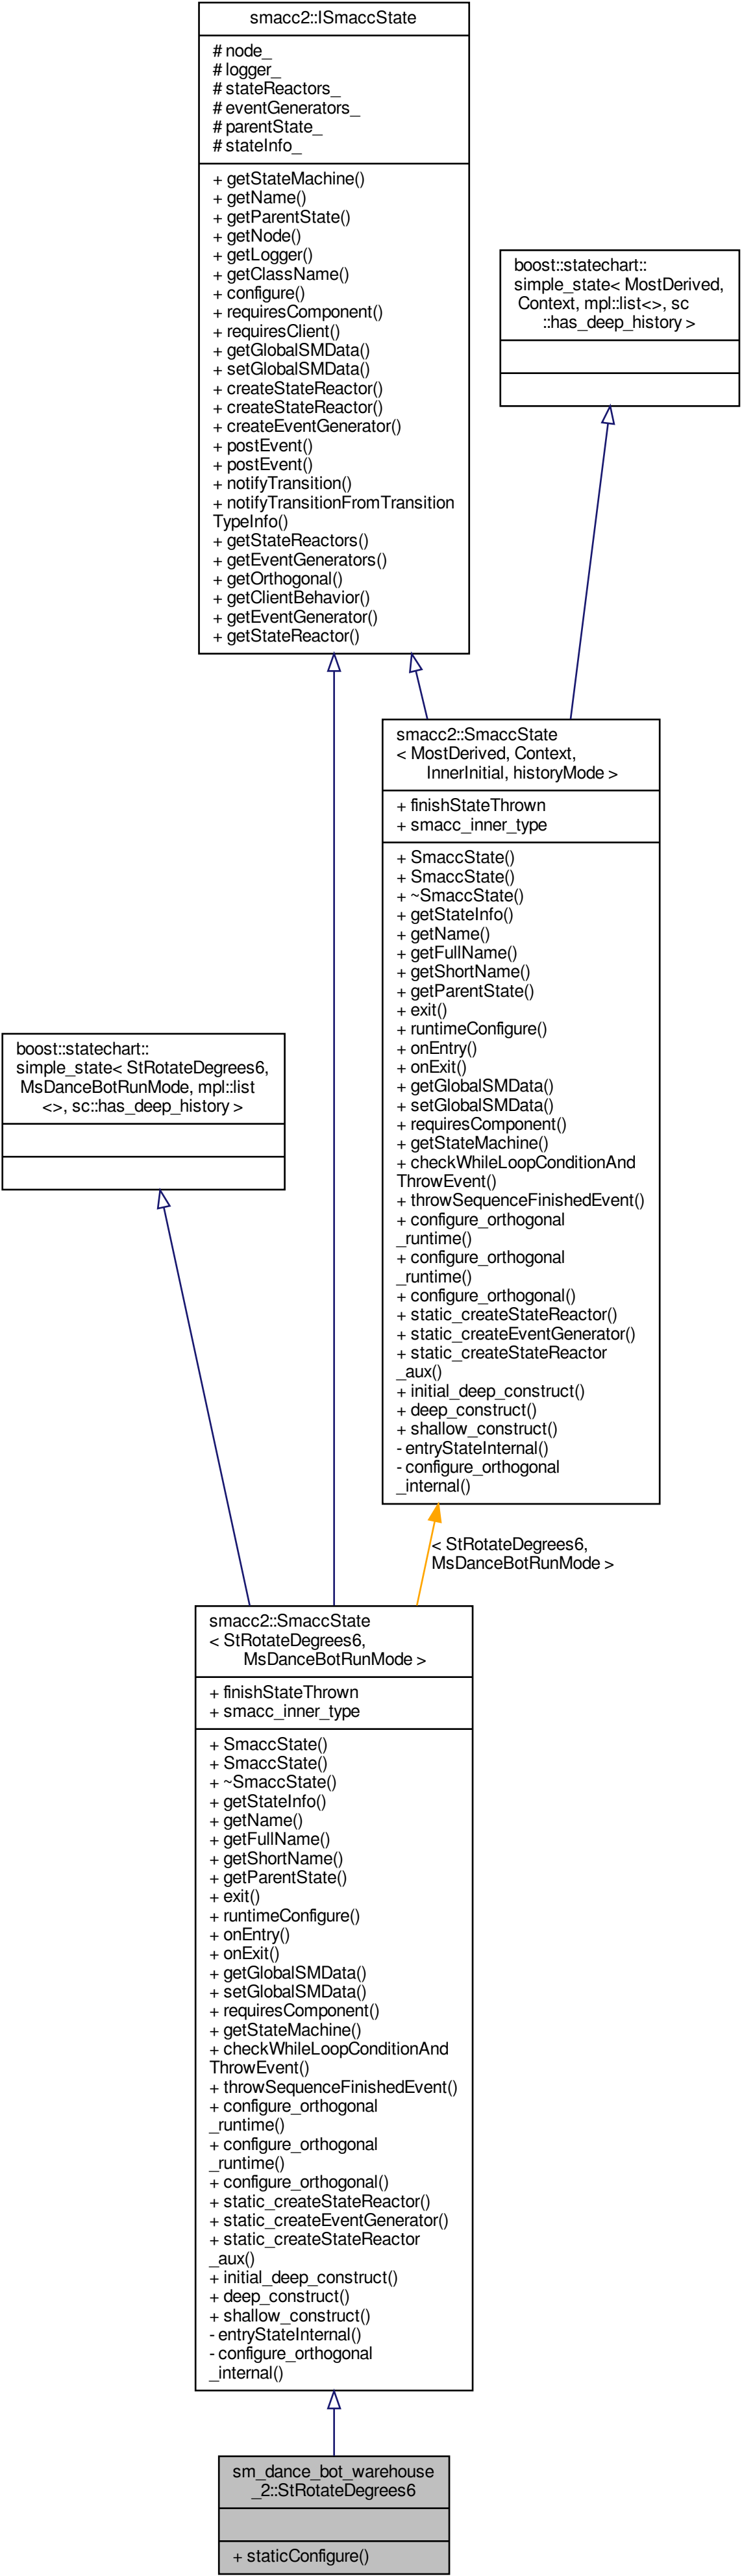 smacc2::ISmaccState
# node_
# logger_
# stateReactors_
# eventGenerators_
# parentState_
# stateInfo_
+ getStateMachine()
+ getName()
+ getParentState()
+ getNode()
+ getLogger()
+ getClassName()
+ configure()
+ requiresComponent()
+ requiresClient()
+ getGlobalSMData()
+ setGlobalSMData()
+ createStateReactor()
+ createStateReactor()
+ createEventGenerator()
+ postEvent()
+ postEvent()
+ notifyTransition()
+ notifyTransitionFromTransition
TypeInfo()
+ getStateReactors()
+ getEventGenerators()
+ getOrthogonal()
+ getClientBehavior()
+ getEventGenerator()
+ getStateReactor()
boost::statechart::
simple_state< MostDerived,
Context, mpl::list<>, sc
::has_deep_history >
smacc2::SmaccState
< MostDerived, Context,
InnerInitial, historyMode >
+ finishStateThrown
+ smacc_inner_type
+ SmaccState()
+ SmaccState()
+ ~SmaccState()
+ getStateInfo()
+ getName()
+ getFullName()
+ getShortName()
+ getParentState()
+ exit()
+ runtimeConfigure()
+ onEntry()
+ onExit()
+ getGlobalSMData()
+ setGlobalSMData()
+ requiresComponent()
+ getStateMachine()
+ checkWhileLoopConditionAnd
ThrowEvent()
+ throwSequenceFinishedEvent()
+ configure_orthogonal
_runtime()
+ configure_orthogonal
_runtime()
+ configure_orthogonal()
+ static_createStateReactor()
+ static_createEventGenerator()
+ static_createStateReactor
_aux()
+ initial_deep_construct()
+ deep_construct()
+ shallow_construct()
- entryStateInternal()
- configure_orthogonal
_internal()
boost::statechart::
simple_state< StRotateDegrees6,
MsDanceBotRunMode, mpl::list
<>, sc::has_deep_history >
< StRotateDegrees6,
MsDanceBotRunMode >
smacc2::SmaccState
< StRotateDegrees6,
MsDanceBotRunMode >
+ finishStateThrown
+ smacc_inner_type
+ SmaccState()
+ SmaccState()
+ ~SmaccState()
+ getStateInfo()
+ getName()
+ getFullName()
+ getShortName()
+ getParentState()
+ exit()
+ runtimeConfigure()
+ onEntry()
+ onExit()
+ getGlobalSMData()
+ setGlobalSMData()
+ requiresComponent()
+ getStateMachine()
+ checkWhileLoopConditionAnd
ThrowEvent()
+ throwSequenceFinishedEvent()
+ configure_orthogonal
_runtime()
+ configure_orthogonal
_runtime()
+ configure_orthogonal()
+ static_createStateReactor()
+ static_createEventGenerator()
+ static_createStateReactor
_aux()
+ initial_deep_construct()
+ deep_construct()
+ shallow_construct()
- entryStateInternal()
- configure_orthogonal
_internal()
sm_dance_bot_warehouse
_2::StRotateDegrees6
+ staticConfigure()